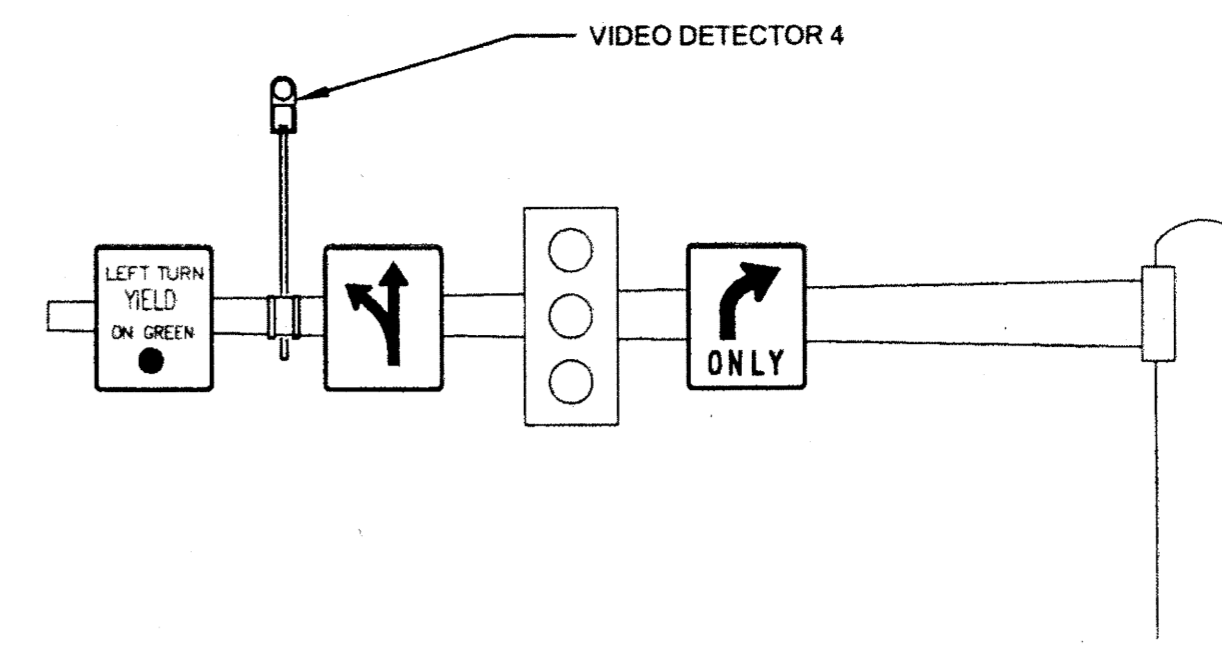 VIDEO DETECTOR 4
LEFT TURN
YIELD
ON GREEN
ONLY